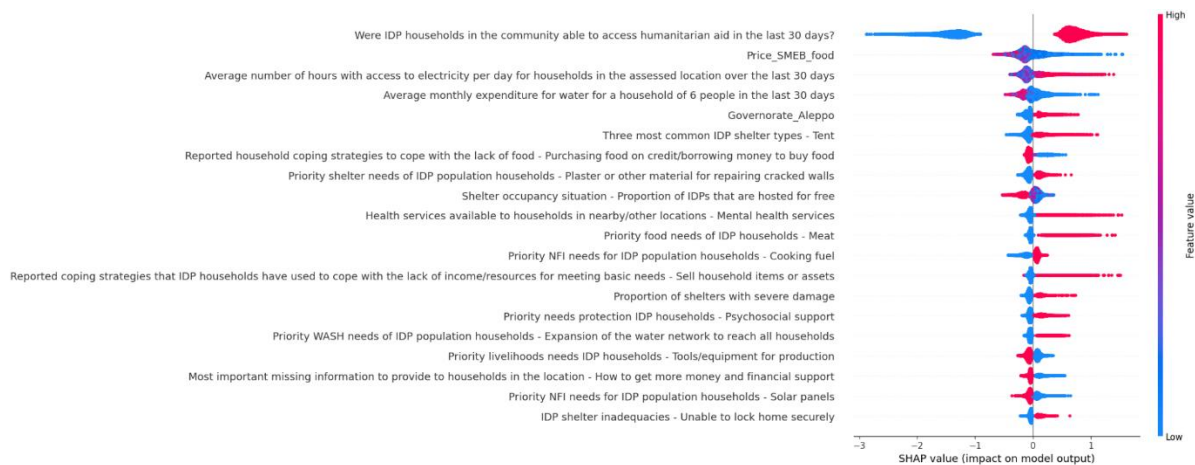 High
Were IDP households in the community able to access humanitarian aid in the last 30 days?
Price_SMEB_food
Average number of hours with access to electricity per day for households in the assessed location over the last 30 days
Average monthly expenditure for water for a household of 6 people in the last 30 days
Governorate_Aleppo
Three most common IDP shelter types - Tent
Reported household coping strategies to cope with the lack of food - Purchasing food on credit/borrowing money to buy food
Priority shelter needs of IDP population households - Plaster or other material for repairing cracked walls
Shelter occupancy situation - Proportion of IDPs that are hosted for free
Health services available to households in nearby/other locations - Mental health services
Priority food needs of IDP households - Meat
Priority NFI needs for IDP population households - Cooking fuel
Reported coping strategies that IDP households have used to cope with the lack of income/resources for meeting basic needs - Sell household items or assets
Proportion of shelters with severe damage
Priority needs protection IDP households - Psychosocial support
Priority WASH needs of IDP population households - Expansion of the water network to reach all households
Priority livelihoods needs IDP households - Tools/equipment for production
Most important missing information to provide to households in the location - How to get more money and financial support
Priority NFI needs for IDP population households - Solar panels
IDP shelter inadequacies - Unable to lock home securely
Feature value
Low
−3 −2 −1 0 1
SHAP value (impact on model output)